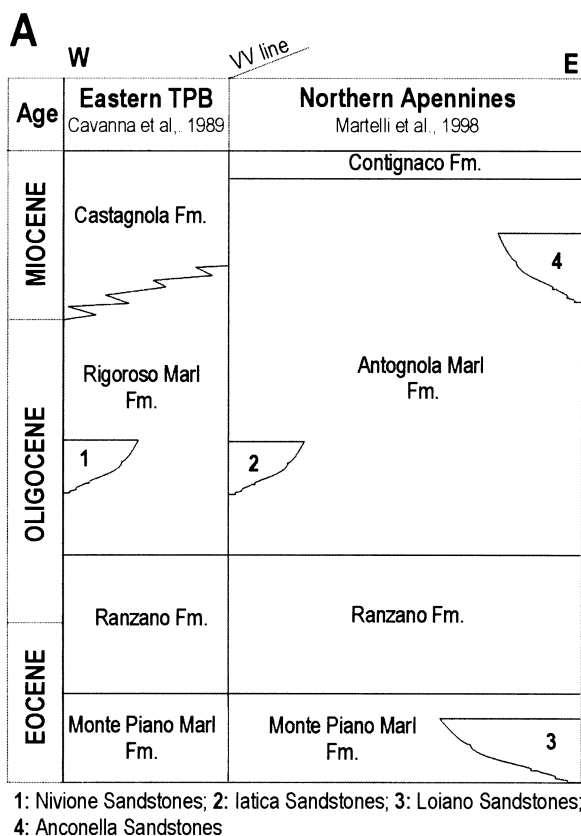 A
W
VV line
E
Age
Eastern TPB
Cavanna et al,. 1989
Northern Apennines
Martelli et al., 1998
MIOCENE
OLIGOCENE
EOCENE
Castagnola Fm.
Rigoroso Marl
Fm.
1
Ranzano Fm.
Monte Piano Marl
Fm.
Contignaco Fm.
4
Antognola Marl
Fm.
2
Ranzano Fm.
Monte Piano Marl
Fm.
3
1: Nivione Sandstones; 2: Iatica Sandstones; 3: Loiano Sandstones;
4: Anconella Sandstones